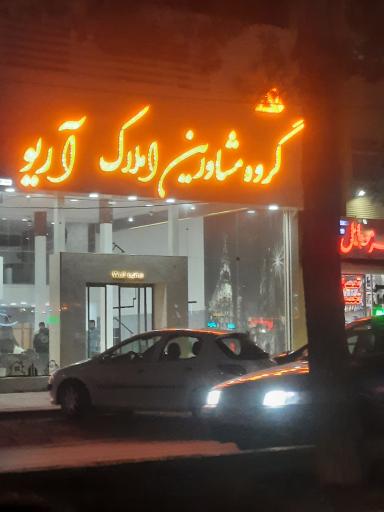 گروه مشاورین املاک آریو